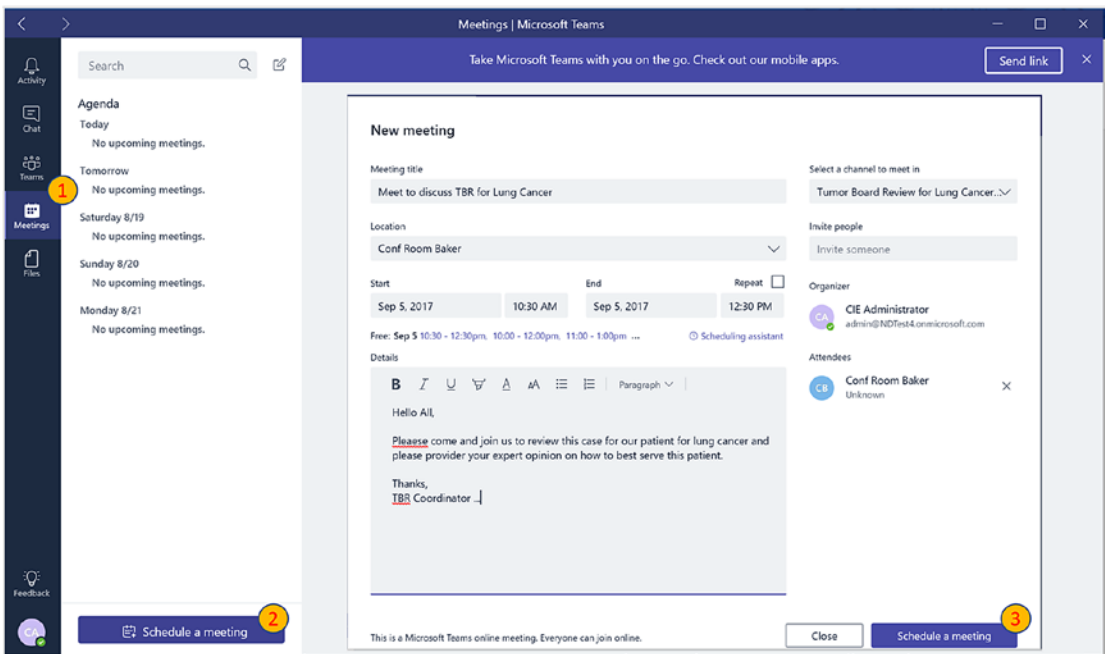 Meetings | Microsoft Teams
Take Microsoft Teams with you on the go. Check out our mobile apps.
Send link
Activity
Chat
Teams
1
Meetings
Files
Feedback
CA
Search
Agenda
Today
No upcoming meetings.
Tomorrow
No upcoming meetings.
Saturday 8/19
No upcoming meetings.
Sunday 8/20
No upcoming meetings.
Monday 8/21
No upcoming meetings.
Schedule a meeting
2
New meeting
Meeting title
Meet to discuss TBR for Lung Cancer
Location
Conf Room Baker
Start End Repeat
Sep 5, 2017 10:30 AM Sep 5, 2017 12:30 PM
Free: Sep 5 10:30 - 12:30pm, 10:00 - 12:00pm, 11:00 - 1:00pm ... Scheduling assistant
Details
B I U A AA Paragraph
Hello All,
Pleaese come and join us to review this case for our patient for lung cancer and
please provider your expert opinion on how to best serve this patient.
Thanks,
TBR Coordinator ..
Select a channel to meet in
Tumor Board Review for Lung Cancer...
Invite people
Invite someone
Organizer
CA
CIE Administrator
admin@NDTest4.onmicrosoft.com
Attendees
CB
Conf Room Baker
Unknown
This is a Microsoft Teams online meeting. Everyone can join online.
Close
Schedule a meeting
3